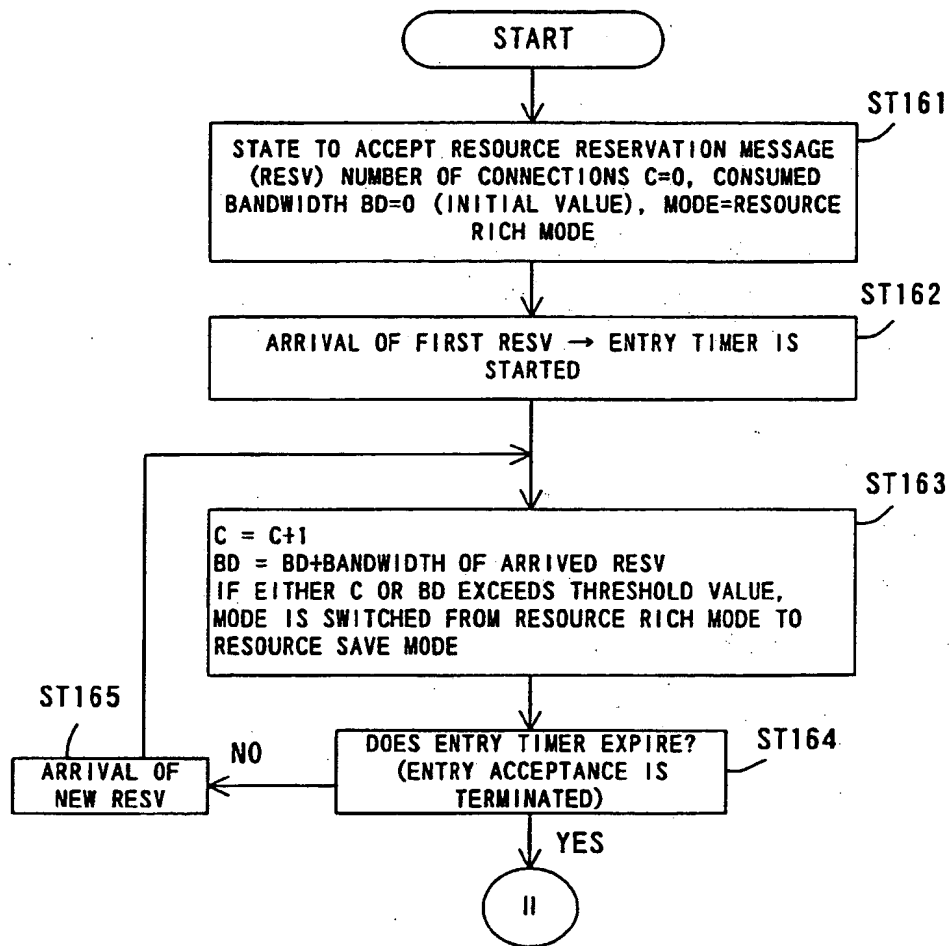 START
ST161
STATE TO ACCEPT RESOURCE RESERVATION MESSAGE
(RESV) NUMBER OF CONNECTIONS C=0, CONSUMED
BANDWIDTH BD=0 (INITIAL VALUE), MODE=RESOURCE
RICH MODE
ST162
ARRIVAL OF FIRST RESV → ENTRY TIMER IS
STARTED
ST163
C = C+1
BD = BD+BANDWIDTH OF ARRIVED RESV
IF EITHER C OR BD EXCEEDS THRESHOLD VALUE,
MODE IS SWITCHED FROM RESOURCE RICH MODE TO
RESOURCE SAVE MODE
ST165
ARRIVAL OF
NEW RESV
NO
DOES ENTRY TIMER EXPIRE?
(ENTRY ACCEPTANCE IS
TERMINATED)
ST164
YES
II